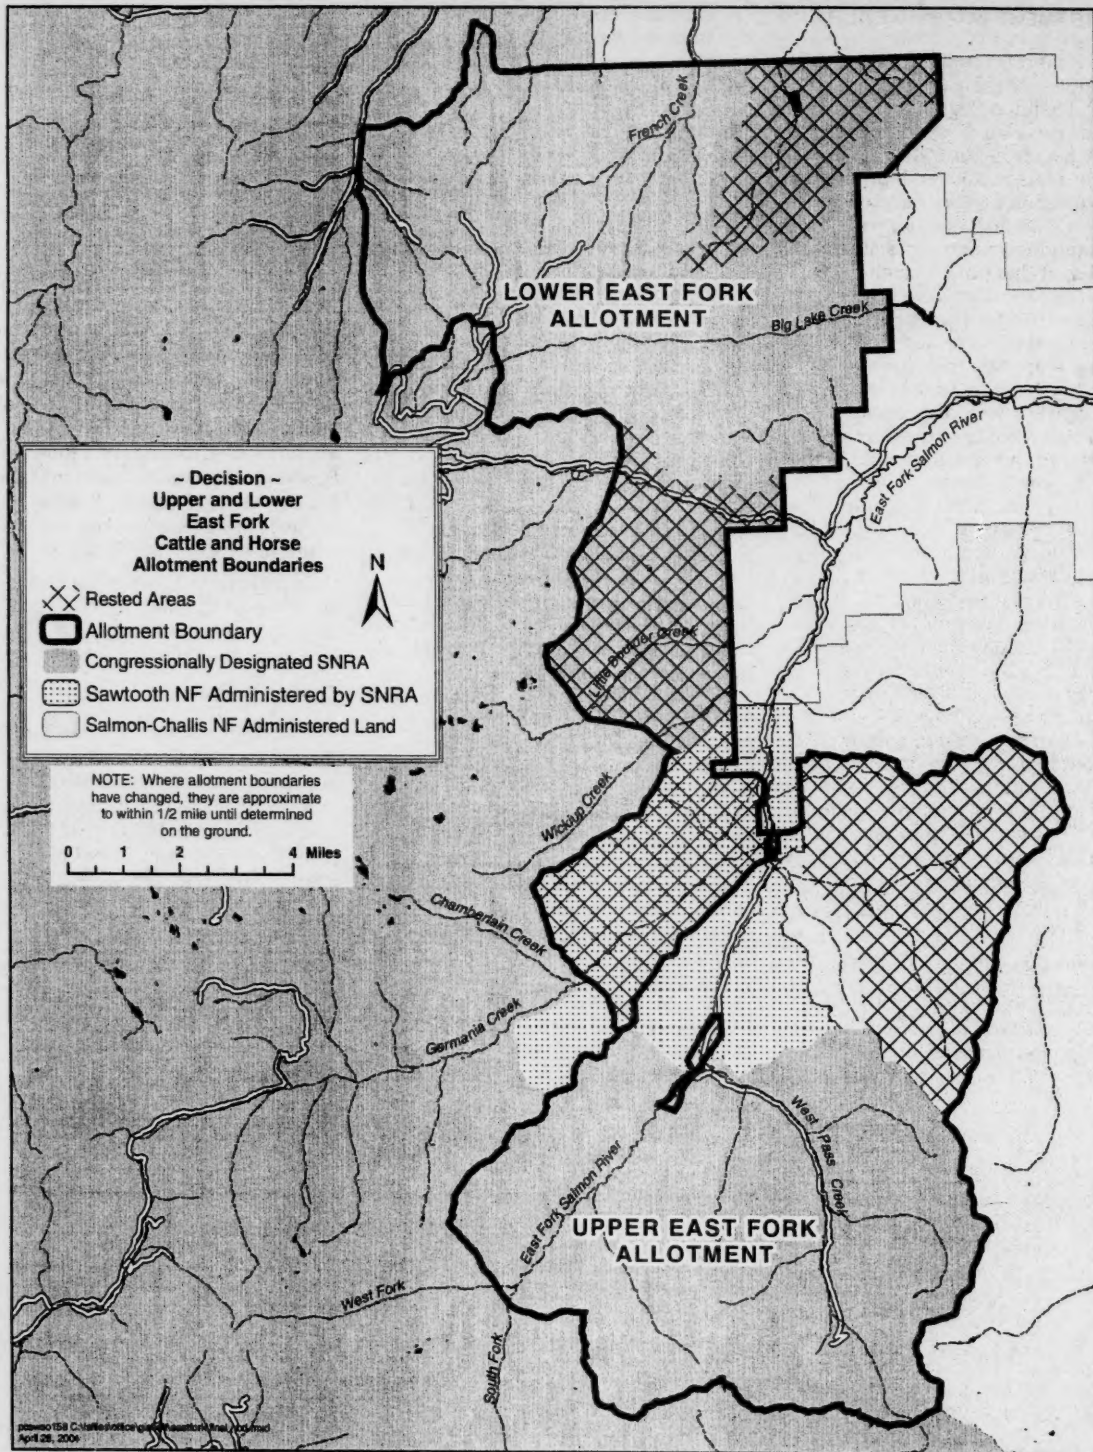 French Creek
LOWER EAST FORK
ALLOTMENT
Big Lake Creek
East Fork Salmon River
~ Decision ~
Upper and Lower
East Fork
Cattle and Horse
Allotment Boundaries
N
Rested Areas
Allotment Boundary
Congressionally Designated SNRA
Sawtooth NF Administered by SNRA
Salmon-Challis NF Administered Land
NOTE: Where allotment boundaries
have changed, they are approximate
to within 1/2 mile until determined
on the ground.
0 1 2 4 Miles
Little Boulder Creek
Wickiup Creek
Chamberlain Creek
Germania Creek
West Pass Creek
East Fork Salmon River
UPPER EAST FORK
ALLOTMENT
West Fork
South Fork
April 28, 2004